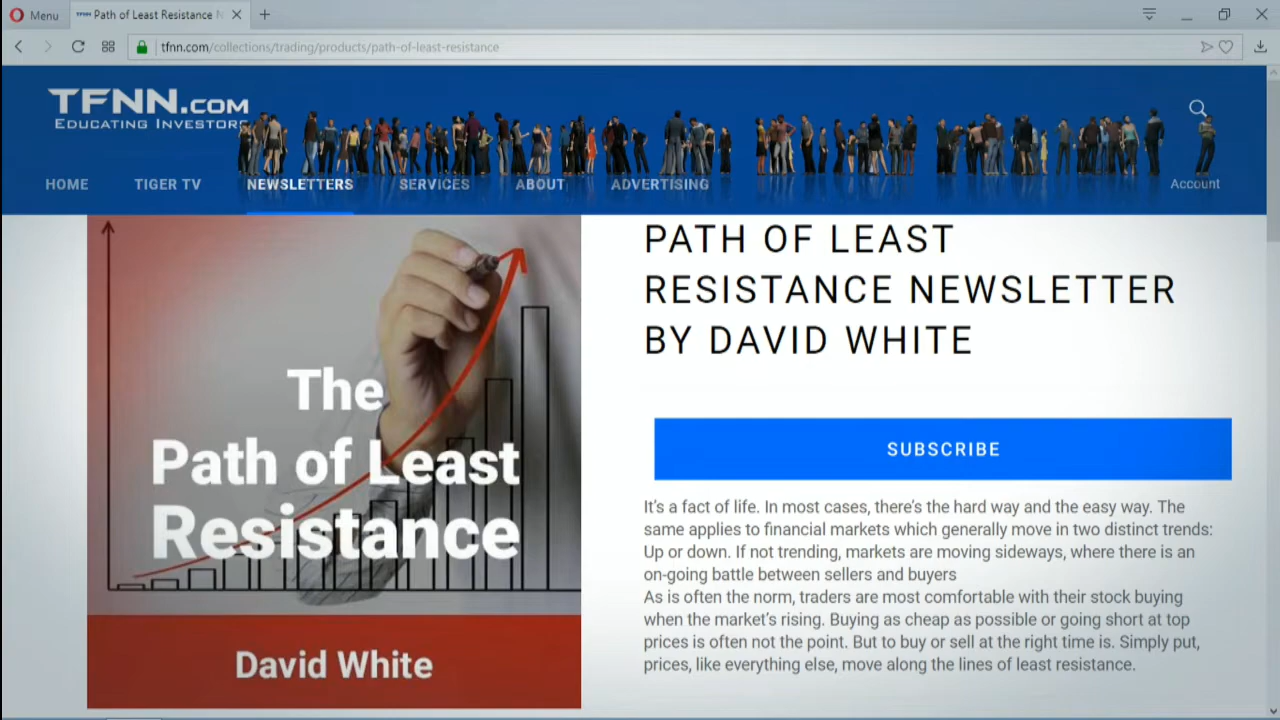 Menu
Path of Least Resistance N
tfnn.com/collections/trading/products/path-of-least-resistance
TFNN.COM
EDUCATING INVESTORS
HOME
TIGER TV
NEWSLETTERS
SERVICES
ABOUT
ADVERTISING
Account
The
Path of Least
Resistance
David White
PATH OF LEAST
RESISTANCE NEWSLETTER
BY DAVID WHITE
SUBSCRIBE
It's a fact of life. In most cases, there's the hard way and the easy way. The
same applies to financial markets which generally move in two distinct trends:
Up or down. If not trending, markets are moving sideways, where there is an
on-going battle between sellers and buyers
As is often the norm, traders are most comfortable with their stock buying
when the market's rising. Buying as cheap as possible or going short at top
prices is often not the point. But to buy or sell at the right time is. Simply put,
prices, like everything else, move along the lines of least resistance.